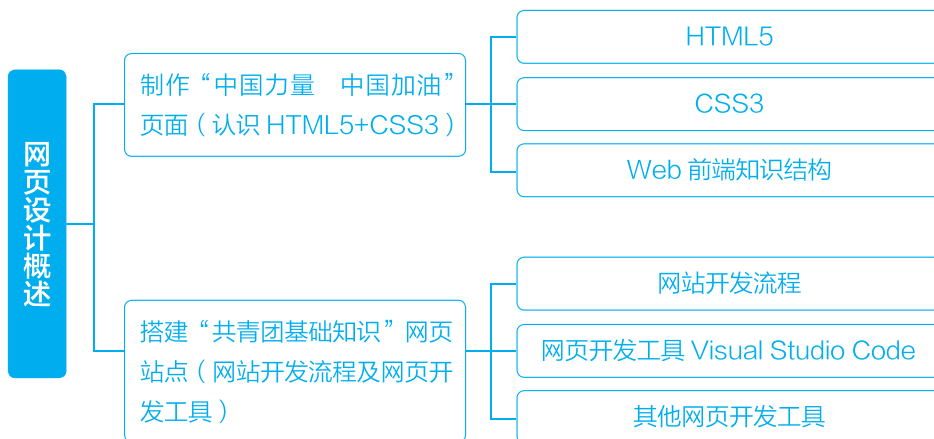 网页设计概述
制作“中国力量　中国加油”
页面（认识 HTML5+CSS3）
HTML5
CSS3
Web 前端知识结构
搭建“共青团基础知识”网页
站点（网站开发流程及网页开
发工具）
网站开发流程
网页开发工具 Visual Studio Code
其他网页开发工具